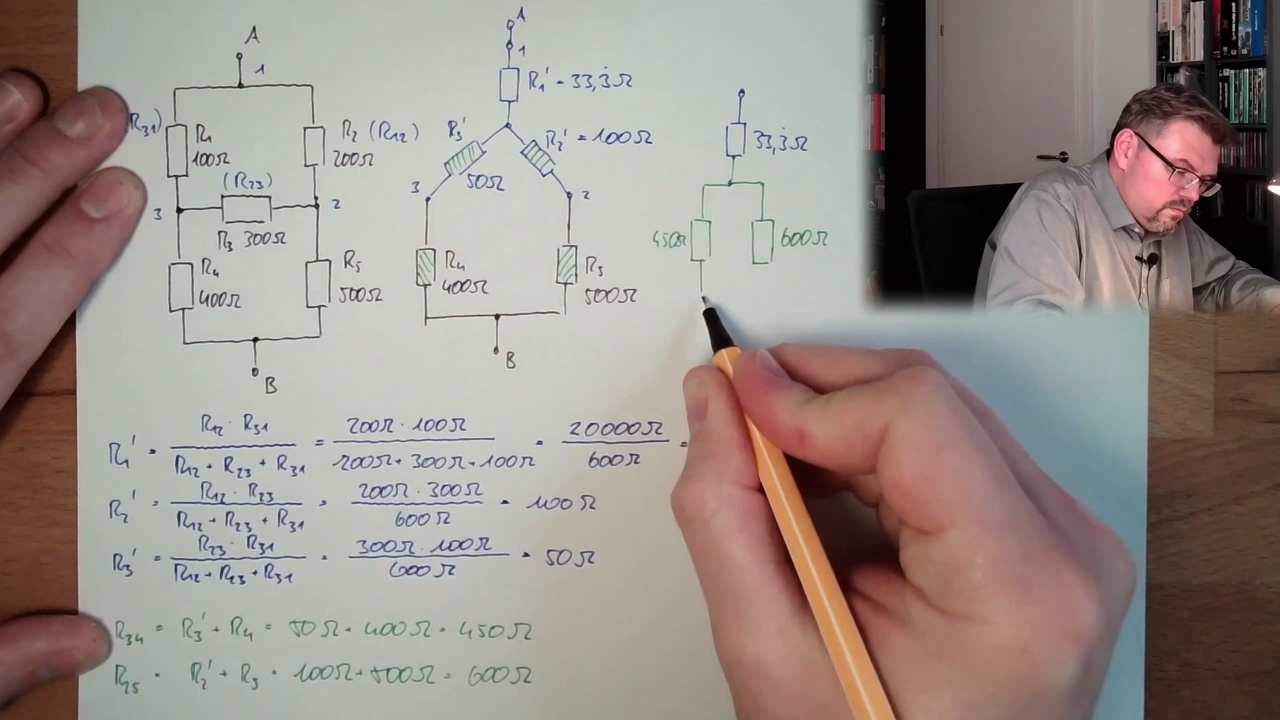 A
1
R31)
R1
100Ω
R2 (R12)
200Ω
(R23)
3
2
R3 300Ω
R4
400Ω
R5
500Ω
B
A
1
R1' = 33,3̇Ω
R3'
50Ω
R2' = 100Ω
3
2
R4
400Ω
R5
500Ω
B
33,3̇Ω
450Ω
600Ω
R1' = R12 · R31 / R12 + R23 + R31 = 200Ω · 100Ω / 200Ω + 300Ω + 100Ω = 20000Ω / 600Ω =
R2' = R12 · R23 / R12 + R23 + R31 = 200Ω · 300Ω / 600Ω = 100Ω
R3' = R23 · R31 / R12 + R23 + R31 = 300Ω · 100Ω / 600Ω = 50Ω
R34 = R3' + R4 = 50Ω + 400Ω = 450Ω
R25 = R2' + R5 = 100Ω + 500Ω = 600Ω